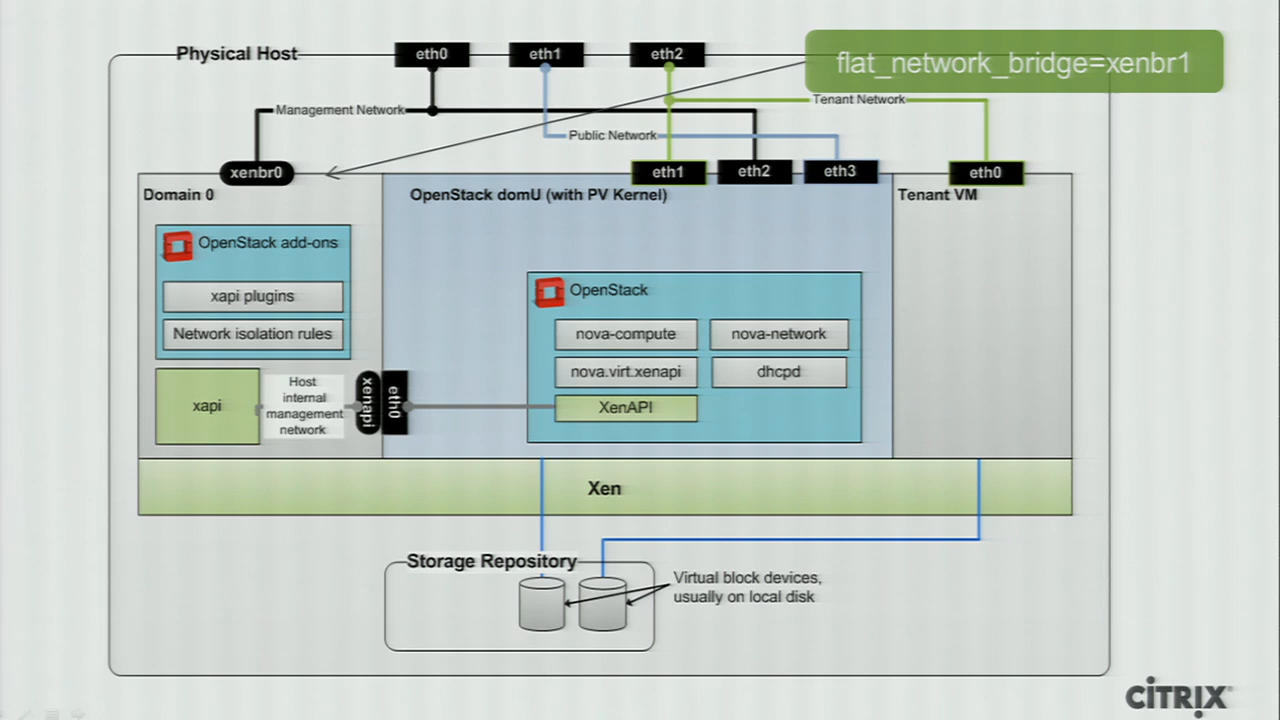 Physical Host
eth0
eth1
eth2
flat_network_bridge=xenbr1
Management Network
Tenant Network
Public Network
xenbr0
eth1
eth2
eth3
eth0
Domain 0
OpenStack domU (with PV Kernel)
Tenant VM
OpenStack add-ons
xapi plugins
Network isolation rules
OpenStack
nova-compute
nova-network
nova.virt.xenapi
dhcpd
XenAPI
xapi
Host
internal
management
network
xenapi
eth0
Xen
Storage Repository
Virtual block devices,
usually on local disk
CITRIX